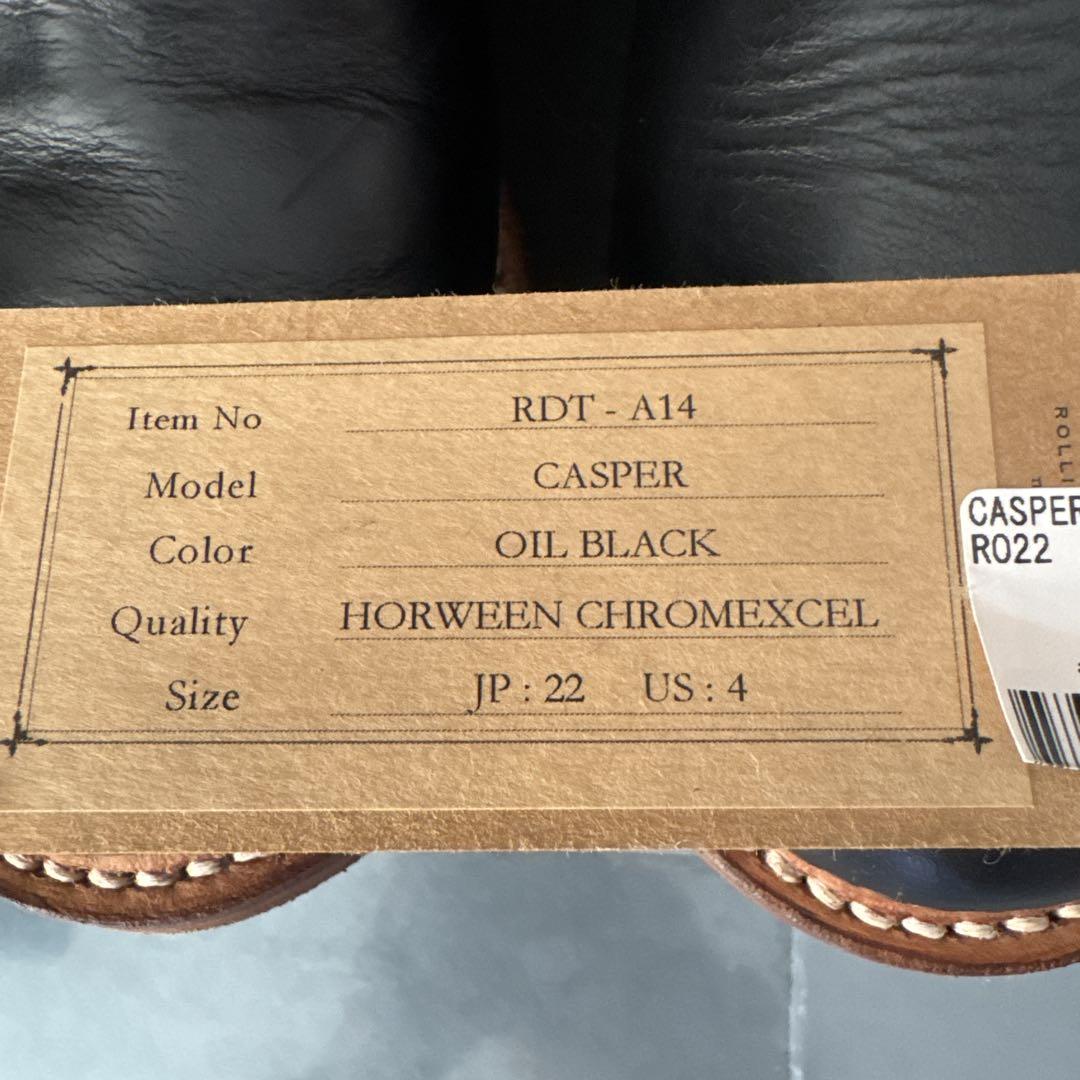 Item No RDT - A14
Model CASPER
Color OIL BLACK
Quality HORWEEN CHROMEXCEL
Size JP : 22 US : 4
ROLLI
CASPER
R022